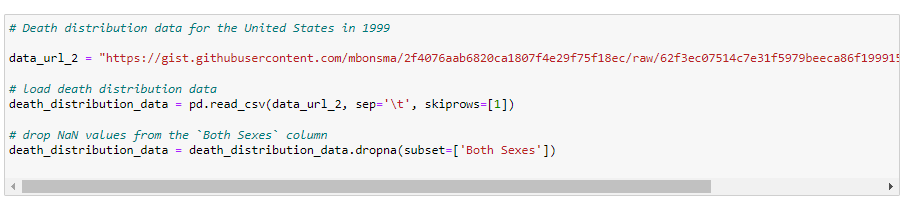 # Death distribution data for the United States in 1999
data_url_2 = "https://gist.githubusercontent.com/mbonsma/2f4076aab6820ca1807f4e29f75f18ec/raw/62f3ec07514c7e31f5979beeca86f199915
# load death distribution data
death_distribution_data = pd.read_csv(data_url_2, sep='\t', skiprows=[1])
# drop NaN values from the `Both Sexes` column
death_distribution_data = death_distribution_data.dropna(subset=['Both Sexes'])